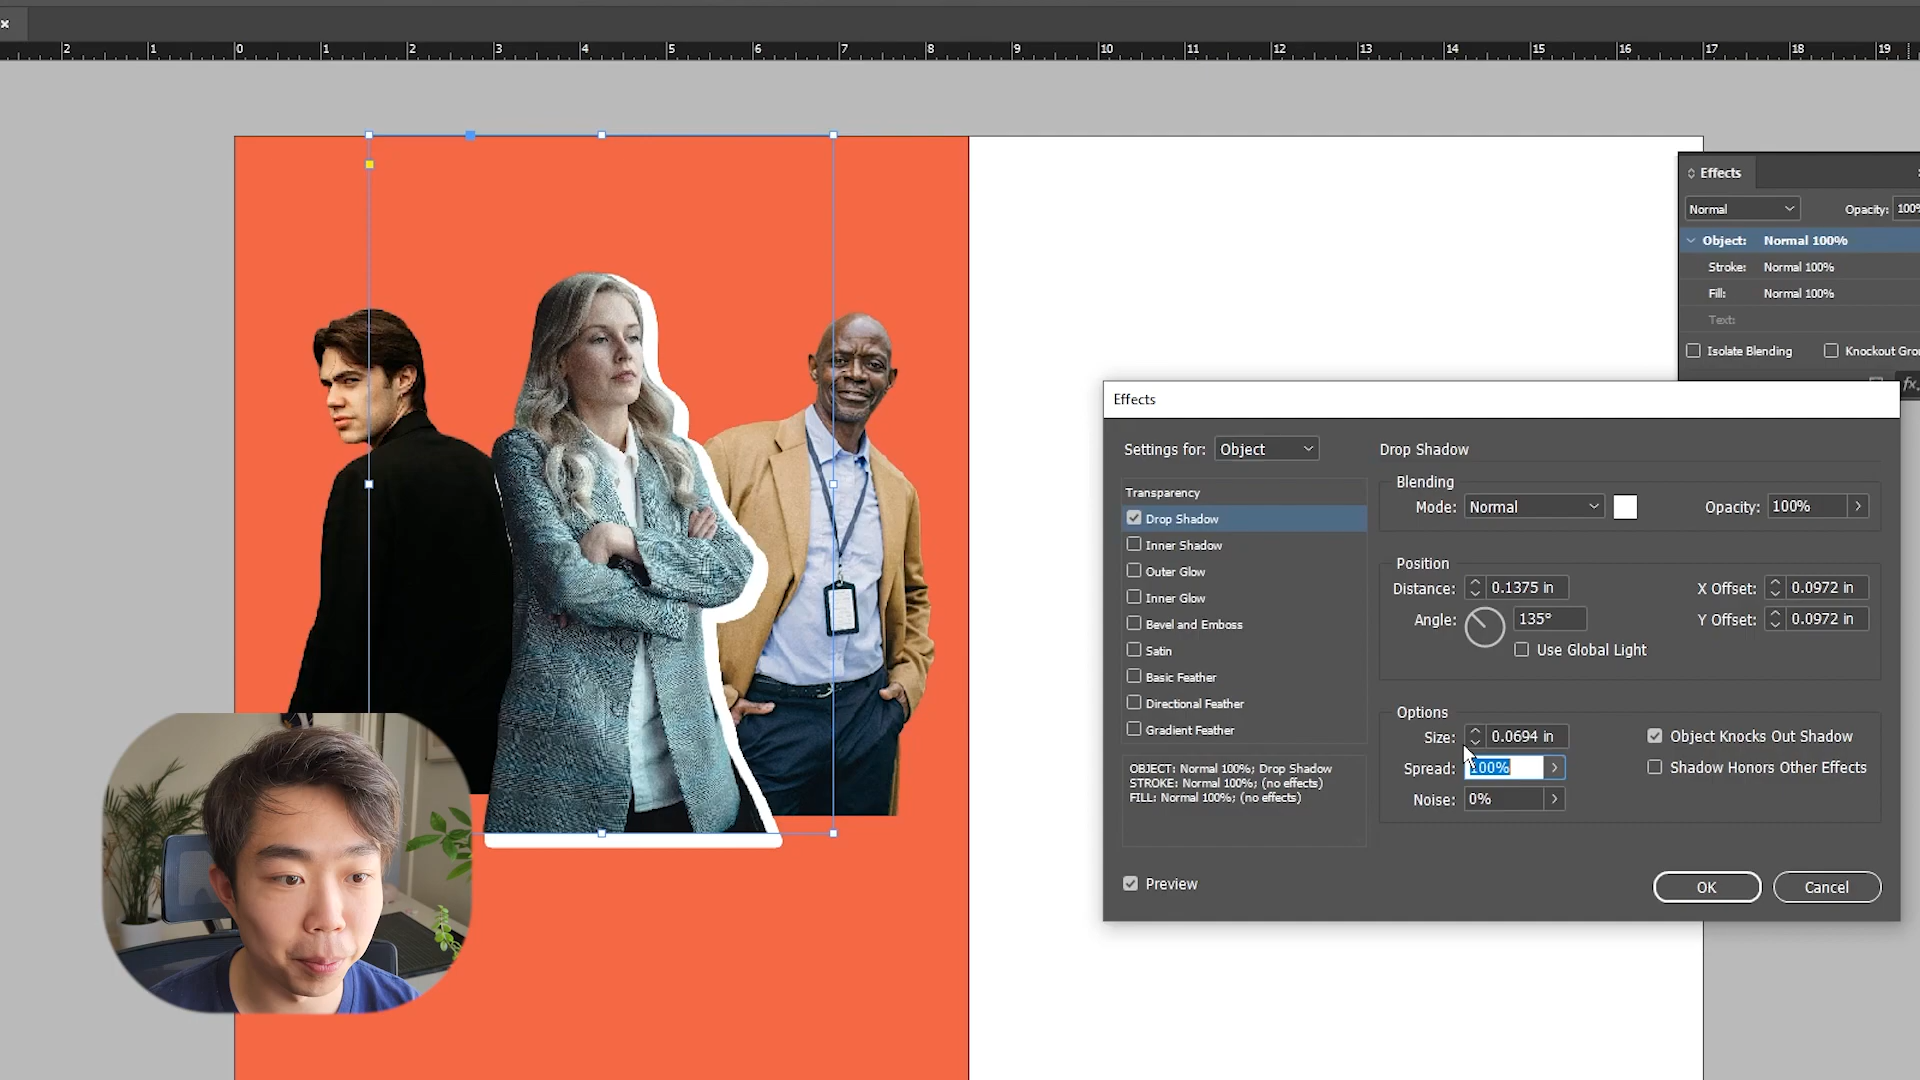 2 1 0 1 2 3 4 5 6 7 8 9 10 11 12 13 14 15 16 17 18 19
Effects
Normal Opacity: 100%
Object: Normal 100%
Stroke: Normal 100%
Fill: Normal 100%
Text:
Isolate Blending Knockout Gro
fx.
Effects
Settings for: Object
Transparency
Drop Shadow
Inner Shadow
Outer Glow
Inner Glow
Bevel and Emboss
Satin
Basic Feather
Directional Feather
Gradient Feather
OBJECT: Normal 100%; Drop Shadow
STROKE: Normal 100%; (no effects)
FILL: Normal 100%; (no effects)
Preview
Drop Shadow
Blending
Mode: Normal Opacity: 100%
Position
Distance: 0.1375 in X Offset: 0.0972 in
Angle: 135° Y Offset: 0.0972 in
Use Global Light
Options
Size: 0.0694 in Object Knocks Out Shadow
Spread: 100% Shadow Honors Other Effects
Noise: 0%
OK Cancel